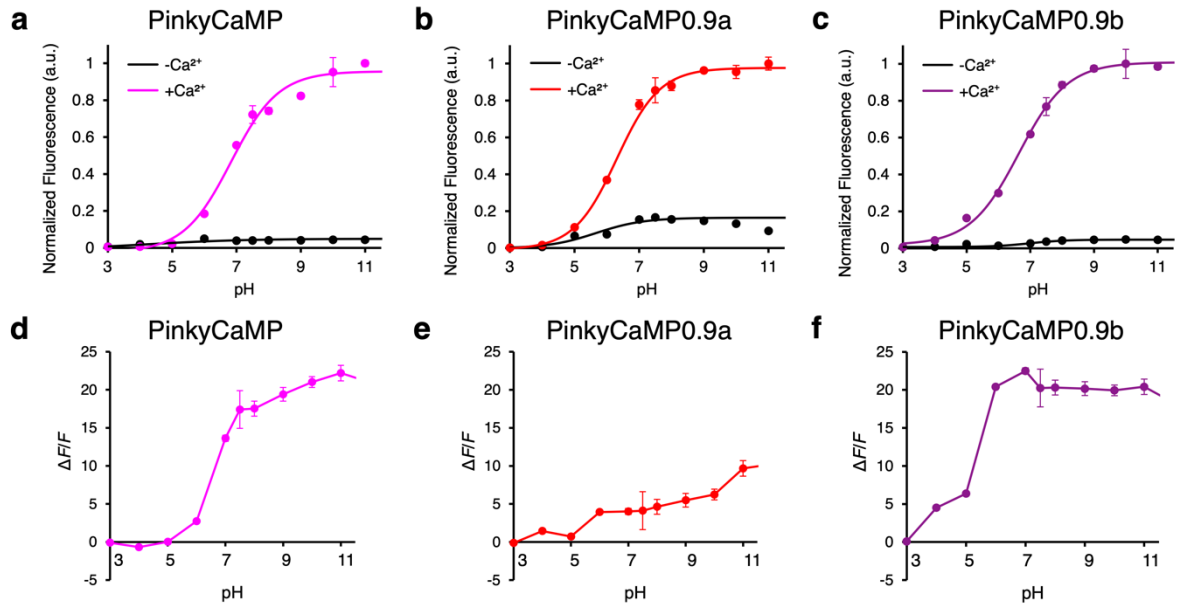 a PinkyCaMP
Normalized Fluorescence (a.u.)
1
0.8
0.6
0.4
0.2
0
-Ca²⁺
+Ca²⁺
3 5 7 9 11
pH
b PinkyCaMP0.9a
Normalized Fluorescence (a.u.)
1
0.8
0.6
0.4
0.2
0
-Ca²⁺
+Ca²⁺
3 5 7 9 11
pH
c PinkyCaMP0.9b
Normalized Fluorescence (a.u.)
1
0.8
0.6
0.4
0.2
0
-Ca²⁺
+Ca²⁺
3 5 7 9 11
pH
d PinkyCaMP
ΔF/F
25
20
15
10
5
0
-5
3 5 7 9 11
pH
e PinkyCaMP0.9a
ΔF/F
25
20
15
10
5
0
-5
3 5 7 9 11
pH
f PinkyCaMP0.9b
ΔF/F
25
20
15
10
5
0
-5
3 5 7 9 11
pH